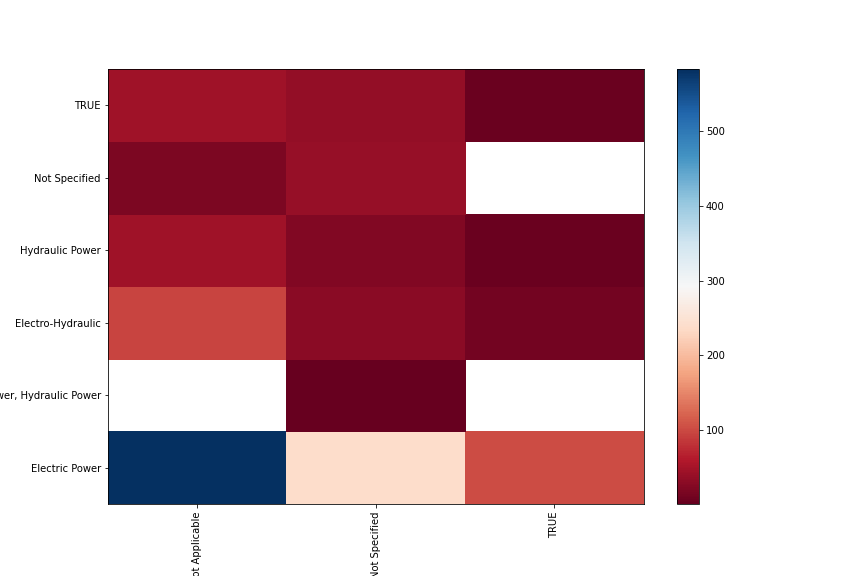 TRUE
Not Specified
Hydraulic Power
Electro-Hydraulic
wer, Hydraulic Power
Electric Power
ot Applicable
Not Specified
TRUE
500
400
300
200
100